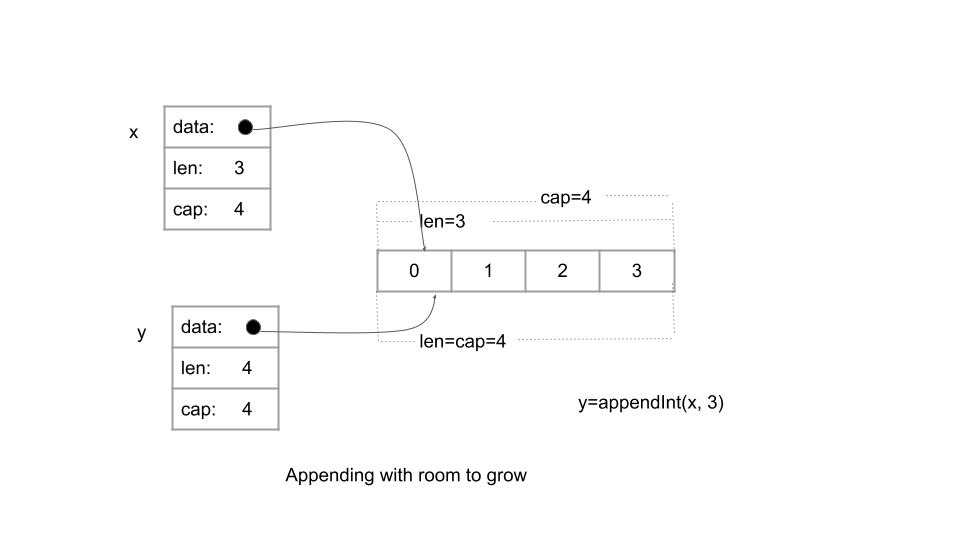 x
data:
len: 3
cap: 4
cap=4
len=3
0 1 2 3
y
data:
len: 4
cap: 4
len=cap=4
y=appendInt(x, 3)
Appending with room to grow